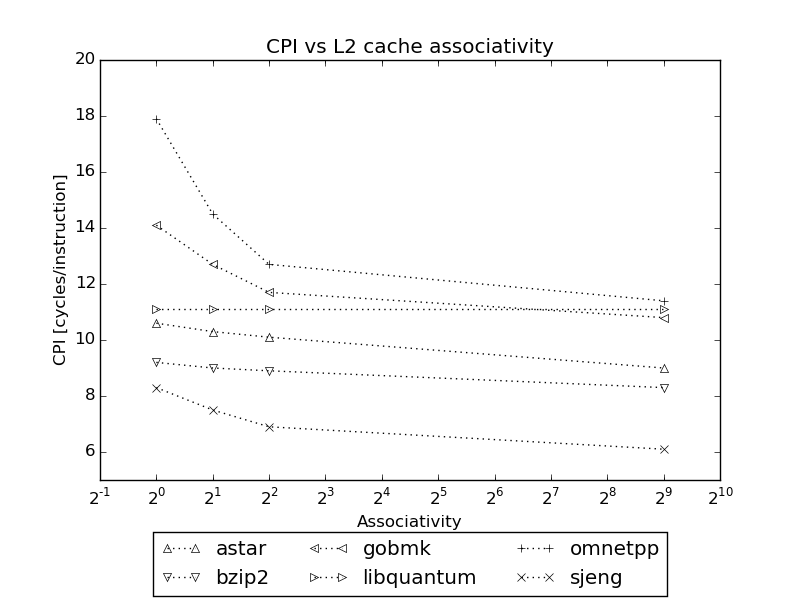 CPI vs L2 cache associativity
20
18
16
14
12
10
8
6
CPI [cycles/instruction]
2^-1 2^0 2^1 2^2 2^3 2^4 2^5 2^6 2^7 2^8 2^9 2^10
Associativity
astar gobmk omnetpp
bzip2 libquantum sjeng